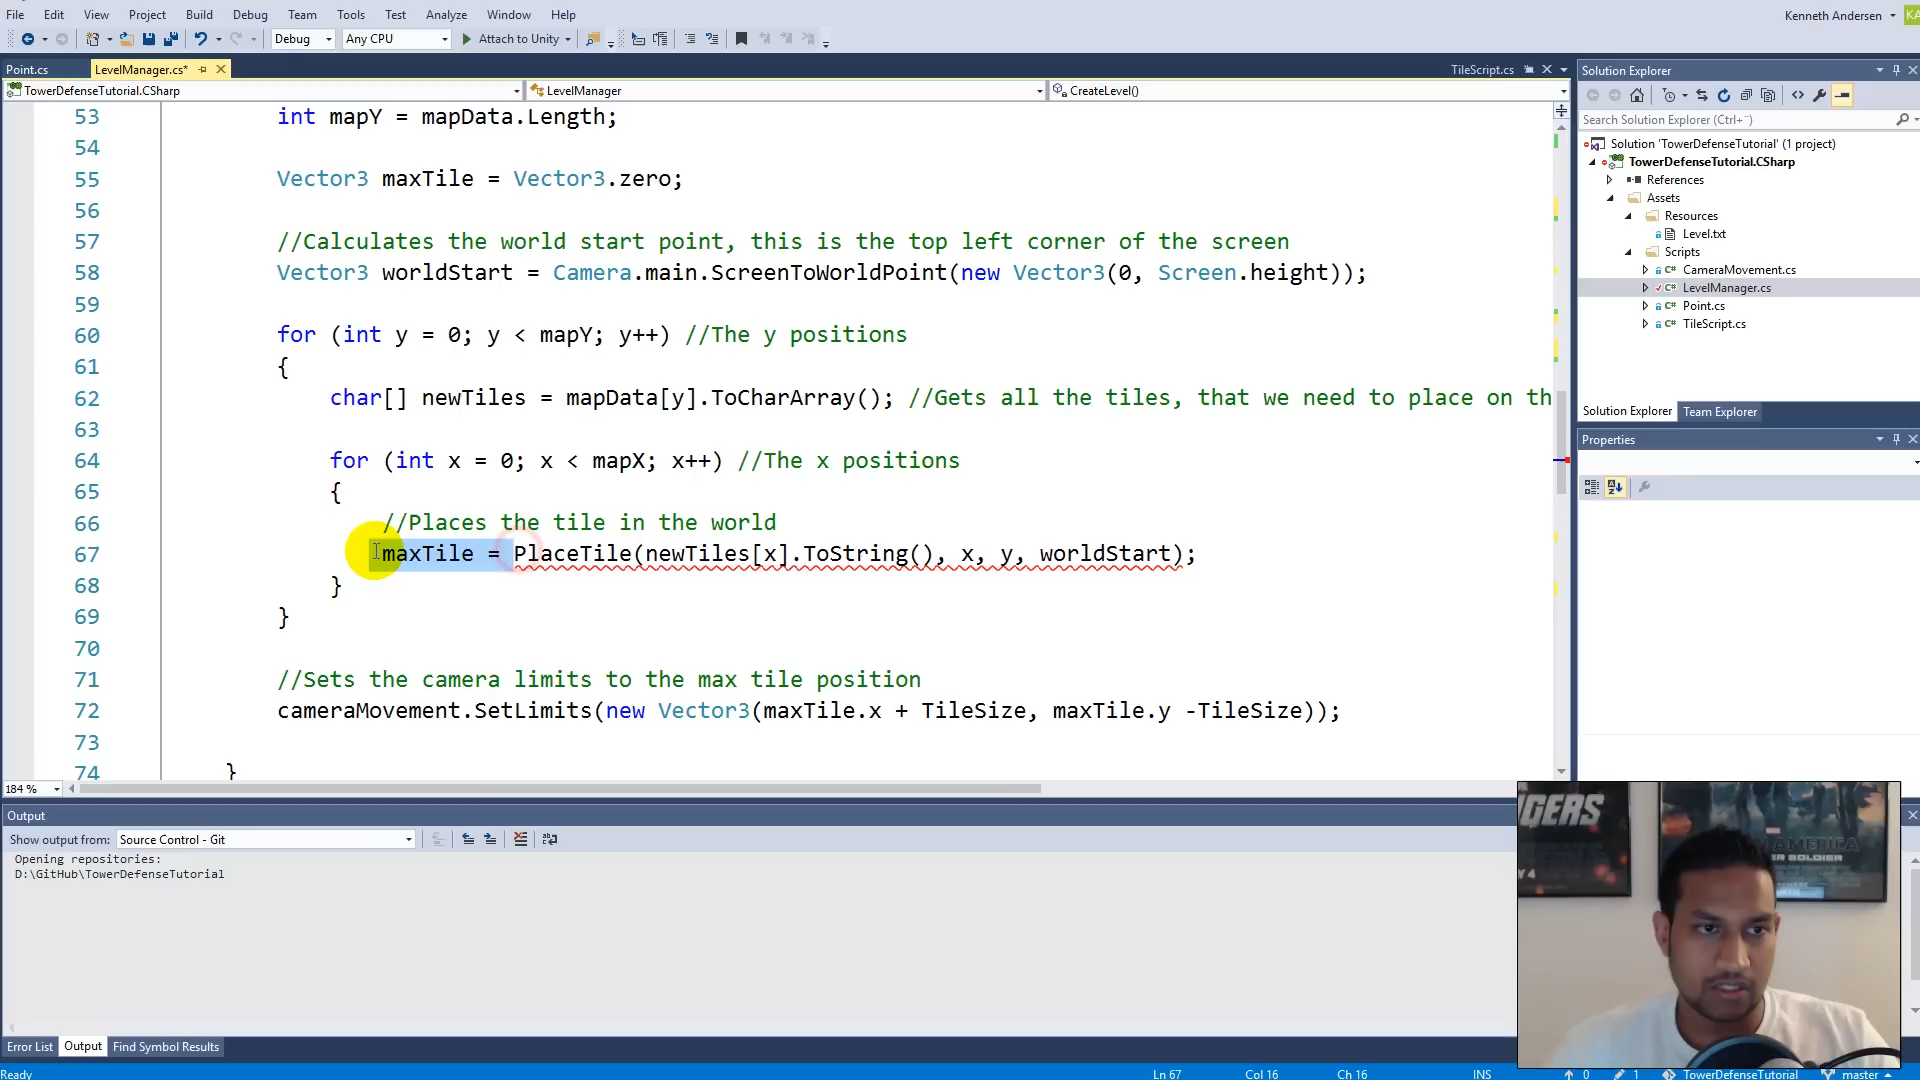 File Edit View Project Build Debug Team Tools Test Analyze Window Help Kenneth Andersen KA
Debug Any CPU Attach to Unity
Point.cs LevelManager.cs* TileScript.cs
TowerDefenseTutorial.CSharp LevelManager CreateLevel()
53 int mapY = mapData.Length;
54
55 Vector3 maxTile = Vector3.zero;
56
57 //Calculates the world start point, this is the top left corner of the screen
58 Vector3 worldStart = Camera.main.ScreenToWorldPoint(new Vector3(0, Screen.height));
59
60 for (int y = 0; y < mapY; y++) //The y positions
61 {
62 char[] newTiles = mapData[y].ToCharArray(); //Gets all the tiles, that we need to place on th
63
64 for (int x = 0; x < mapX; x++) //The x positions
65 {
66 //Places the tile in the world
67 maxTile = PlaceTile(newTiles[x].ToString(), x, y, worldStart);
68 }
69 }
70
71 //Sets the camera limits to the max tile position
72 cameraMovement.SetLimits(new Vector3(maxTile.x + TileSize, maxTile.y -TileSize));
73
74 }
184 %
Solution Explorer
Search Solution Explorer (Ctrl+¨)
Solution 'TowerDefenseTutorial' (1 project)
TowerDefenseTutorial.CSharp
References
Assets
Resources
Level.txt
Scripts
CameraMovement.cs
LevelManager.cs
Point.cs
TileScript.cs
Solution Explorer Team Explorer
Properties
Output
Show output from: Source Control - Git
Opening repositories:
D:\GitHub\TowerDefenseTutorial
Error List Output Find Symbol Results
Ready Ln 67 Col 16 Ch 16 INS 0 1 TowerDefenseTutorial master